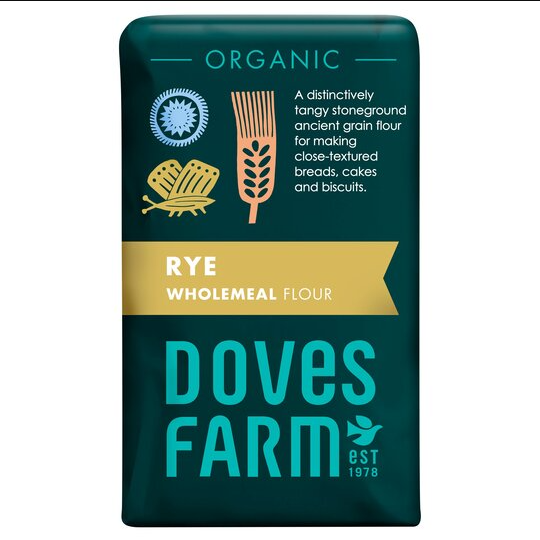 ORGANIC
A distinctively
tangy stoneground
ancient grain flour
for making
close-textured
breads, cakes
and biscuits.
RYE
WHOLEMEAL FLOUR
DOVES
FARM
EST
1978